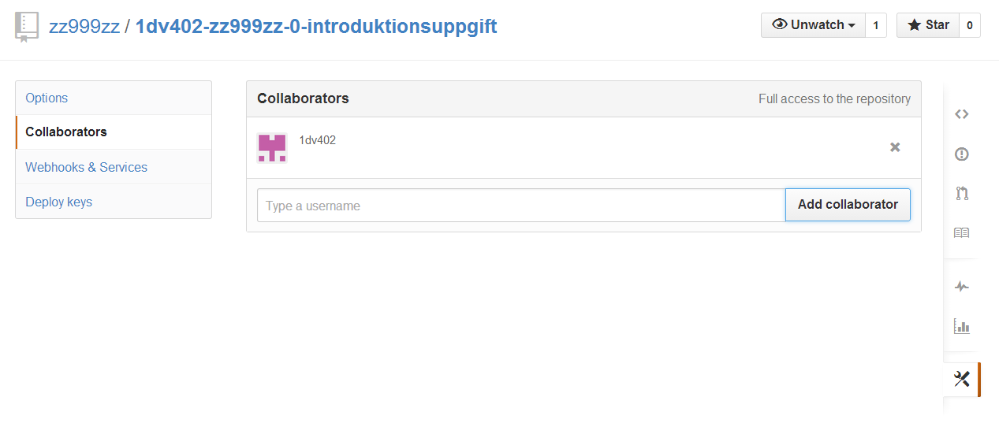 zz999zz / 1dv402-zz999zz-0-introduktionsuppgift
Unwatch 1 Star 0
Options
Collaborators
Webhooks & Services
Deploy keys
Collaborators Full access to the repository
1dv402
Type a username Add collaborator